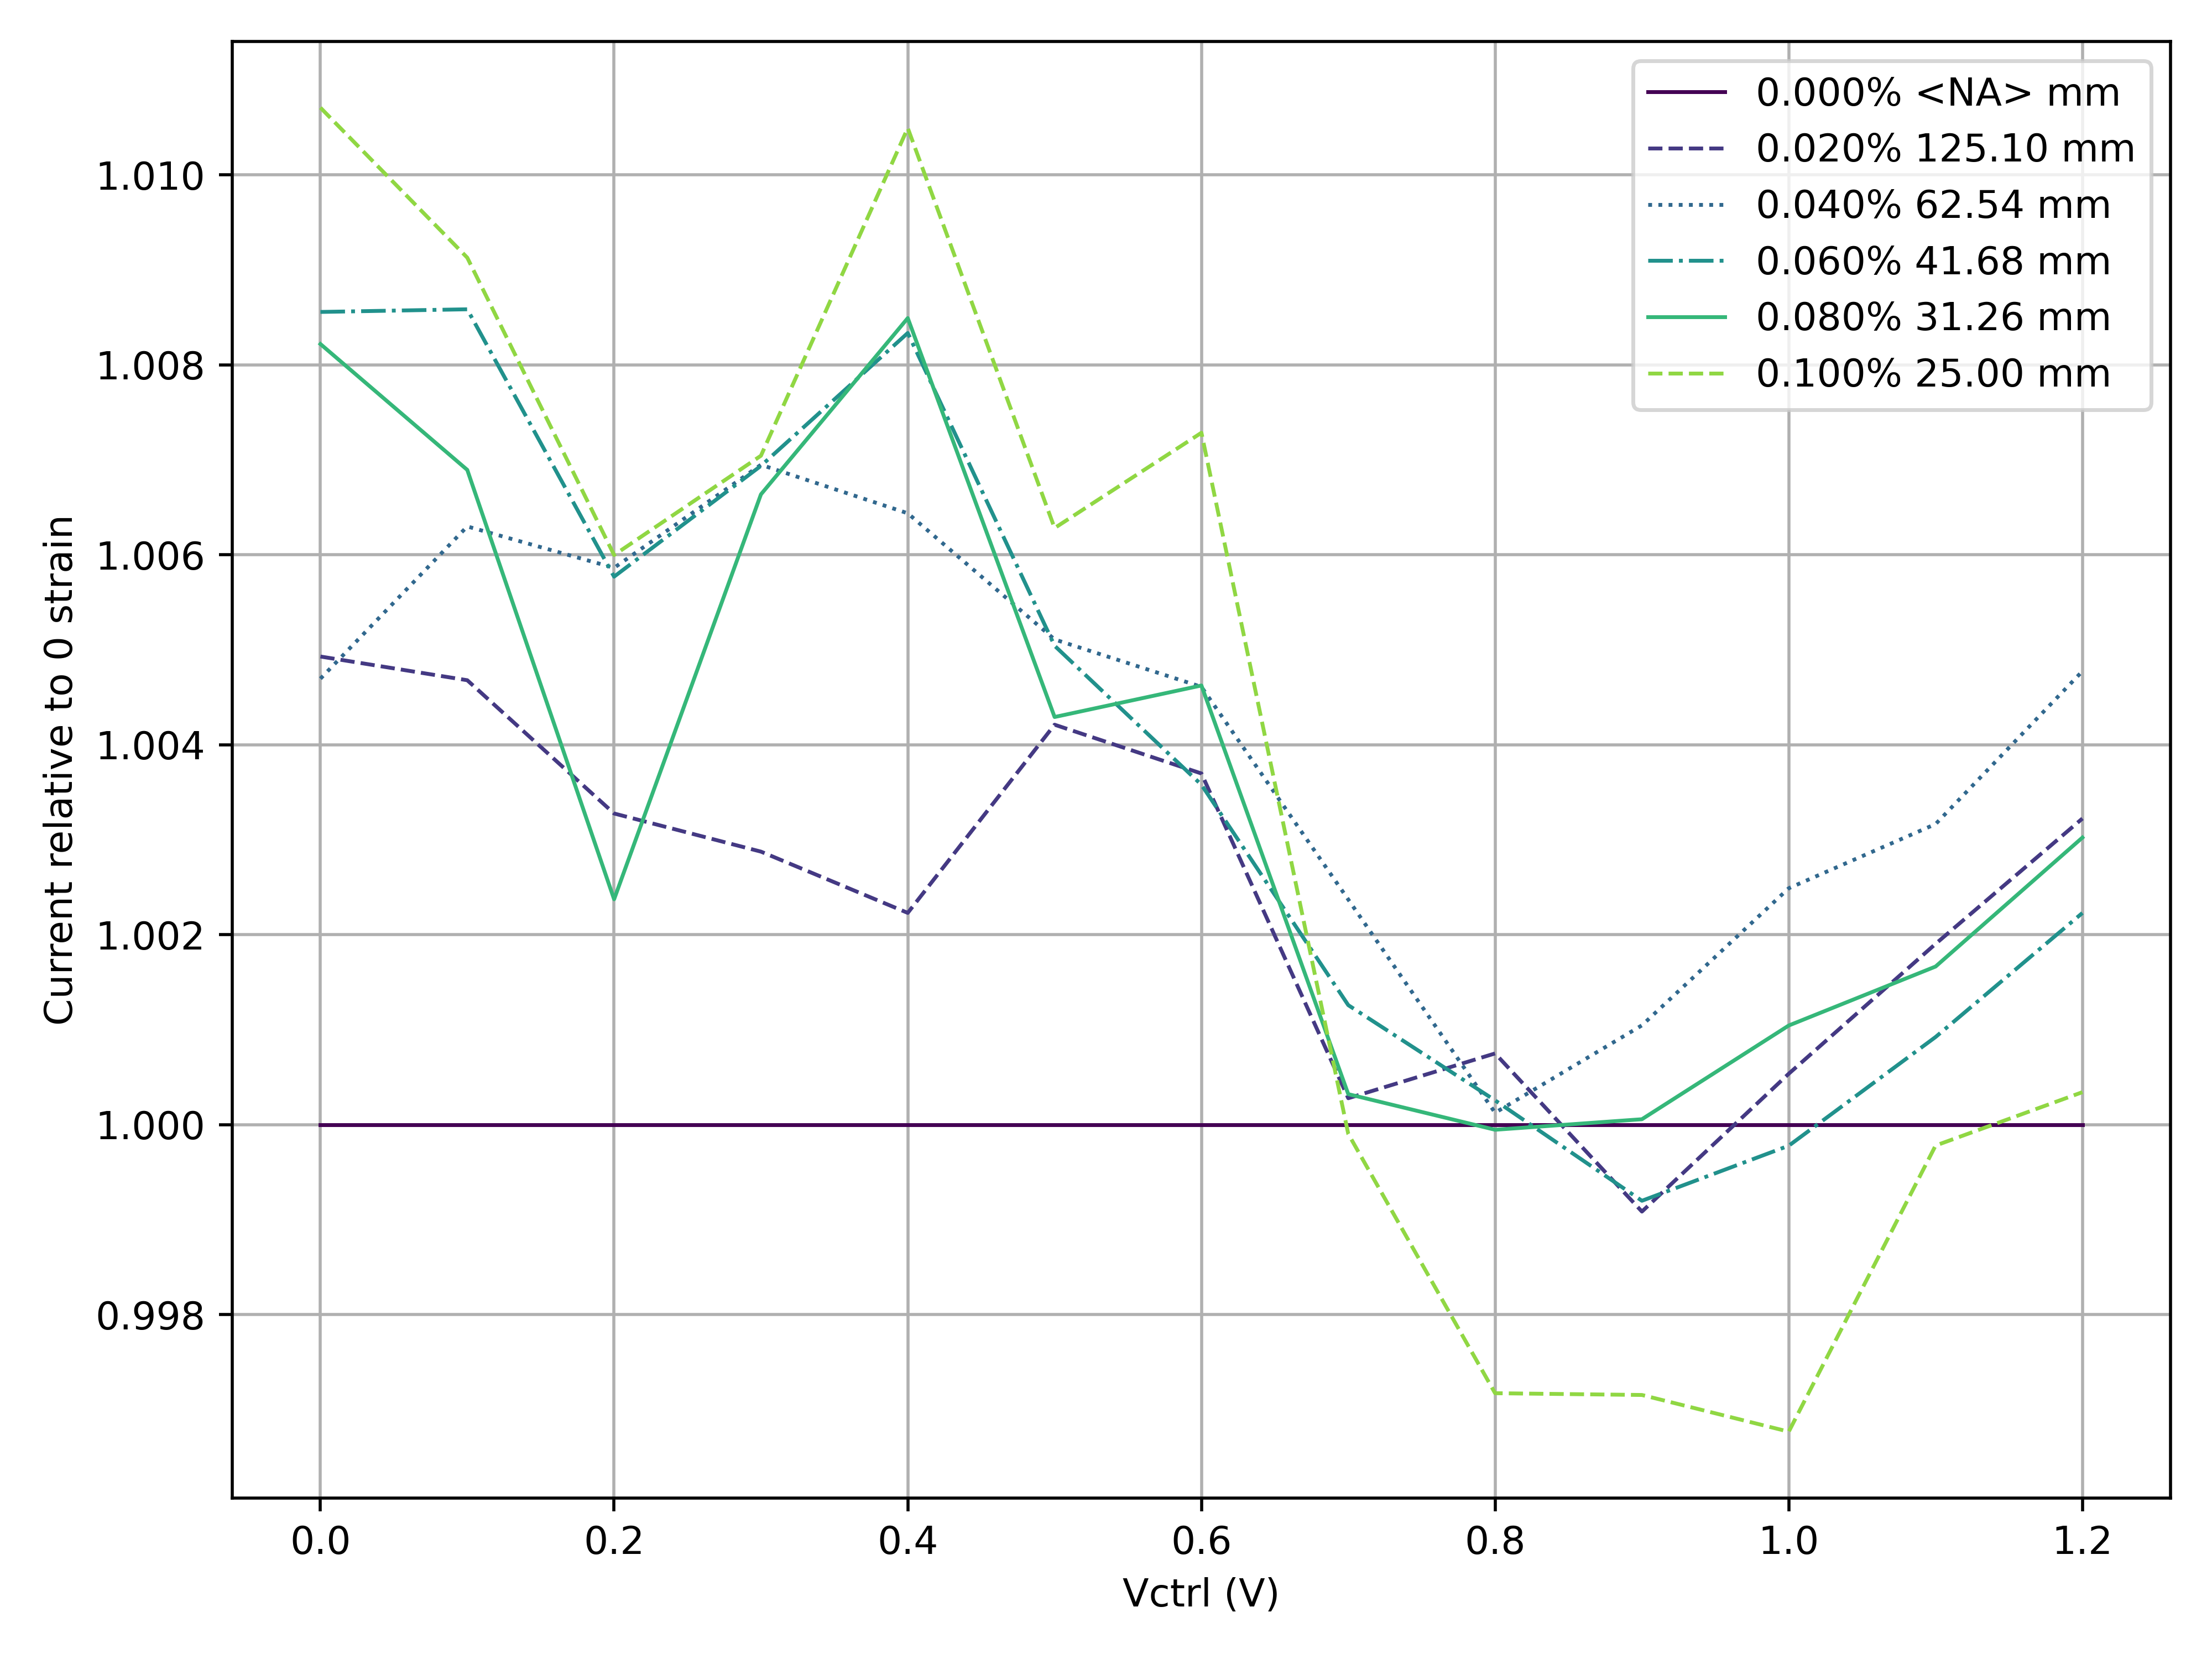 0.000% <NA> mm
0.020% 125.10 mm
0.040% 62.54 mm
0.060% 41.68 mm
0.080% 31.26 mm
0.100% 25.00 mm
1.010
1.008
1.006
1.004
1.002
1.000
0.998
Current relative to 0 strain
0.0 0.2 0.4 0.6 0.8 1.0 1.2
Vctrl (V)